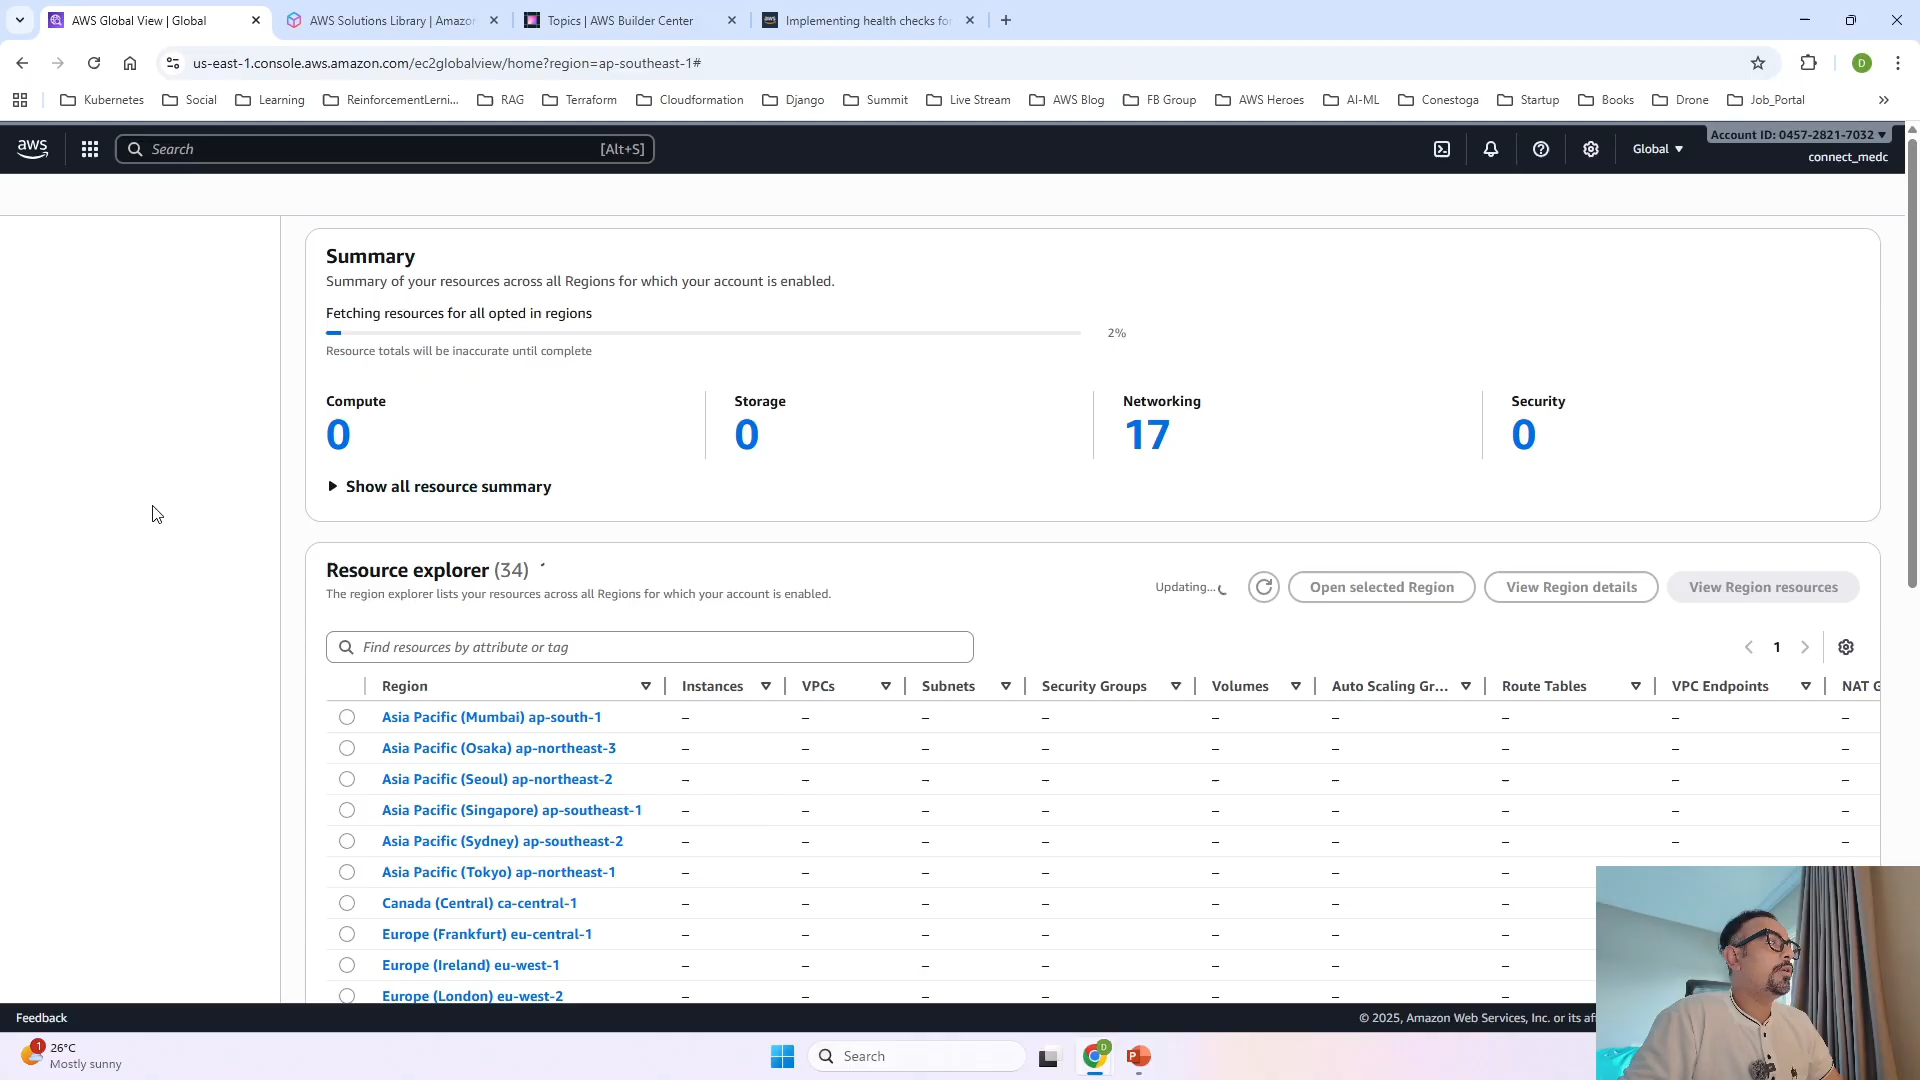 AWS Global View | Global
AWS Solutions Library | Amazon
Topics | AWS Builder Center
Implementing health checks for
us-east-1.console.aws.amazon.com/ec2globalview/home?region=ap-southeast-1#
D
Kubernetes
Social
Learning
ReinforcementLerni...
RAG
Terraform
Cloudformation
Django
Summit
Live Stream
AWS Blog
FB Group
AWS Heroes
AI-ML
Conestoga
Startup
Books
Drone
Job_Portal
aws
Search
[Alt+S]
Global
Account ID: 0457-2821-7032
connect_medc
Summary
Summary of your resources across all Regions for which your account is enabled.
Fetching resources for all opted in regions
2%
Resource totals will be inaccurate until complete
Compute
0
Storage
0
Networking
17
Security
0
Show all resource summary
Resource explorer (34)
The region explorer lists your resources across all Regions for which your account is enabled.
Updating...
Open selected Region
View Region details
View Region resources
Find resources by attribute or tag
1
Region Instances VPCs Subnets Security Groups Volumes Auto Scaling Gr... Route Tables VPC Endpoints NAT G
Asia Pacific (Mumbai) ap-south-1 – – – – – – – – –
Asia Pacific (Osaka) ap-northeast-3 – – – – – – – – –
Asia Pacific (Seoul) ap-northeast-2 – – – – – – – – –
Asia Pacific (Singapore) ap-southeast-1 – – – – – – – – –
Asia Pacific (Sydney) ap-southeast-2 – – – – – – – – –
Asia Pacific (Tokyo) ap-northeast-1 – – – – – –
Canada (Central) ca-central-1 – – – – – – –
Europe (Frankfurt) eu-central-1 – – – – – – –
Europe (Ireland) eu-west-1 – – – – – – –
Europe (London) eu-west-2 – – – – – – –
Feedback
© 2025, Amazon Web Services, Inc. or its aff
1
26°C
Mostly sunny
Search
D
P